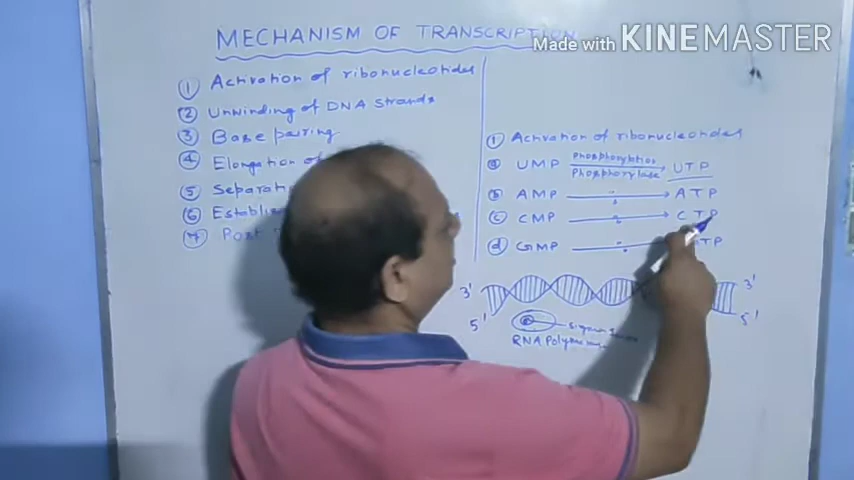 MECHANISM OF TRANSCRIPTION
Made with KINEMASTER
① Activation of ribonucleotides
② Unwinding of DNA strands
③ Base pairing
④ Elongation of
⑤ Separati
⑥ Establis
⑦ Post
① Activation of ribonucleotides
ⓐ UMP Phosphorylation Phosphorylase UTP
ⓑ AMP ATP
ⓒ CMP CTP
ⓓ GMP TP
3' 3'
5' 5'
RNA Polymerase